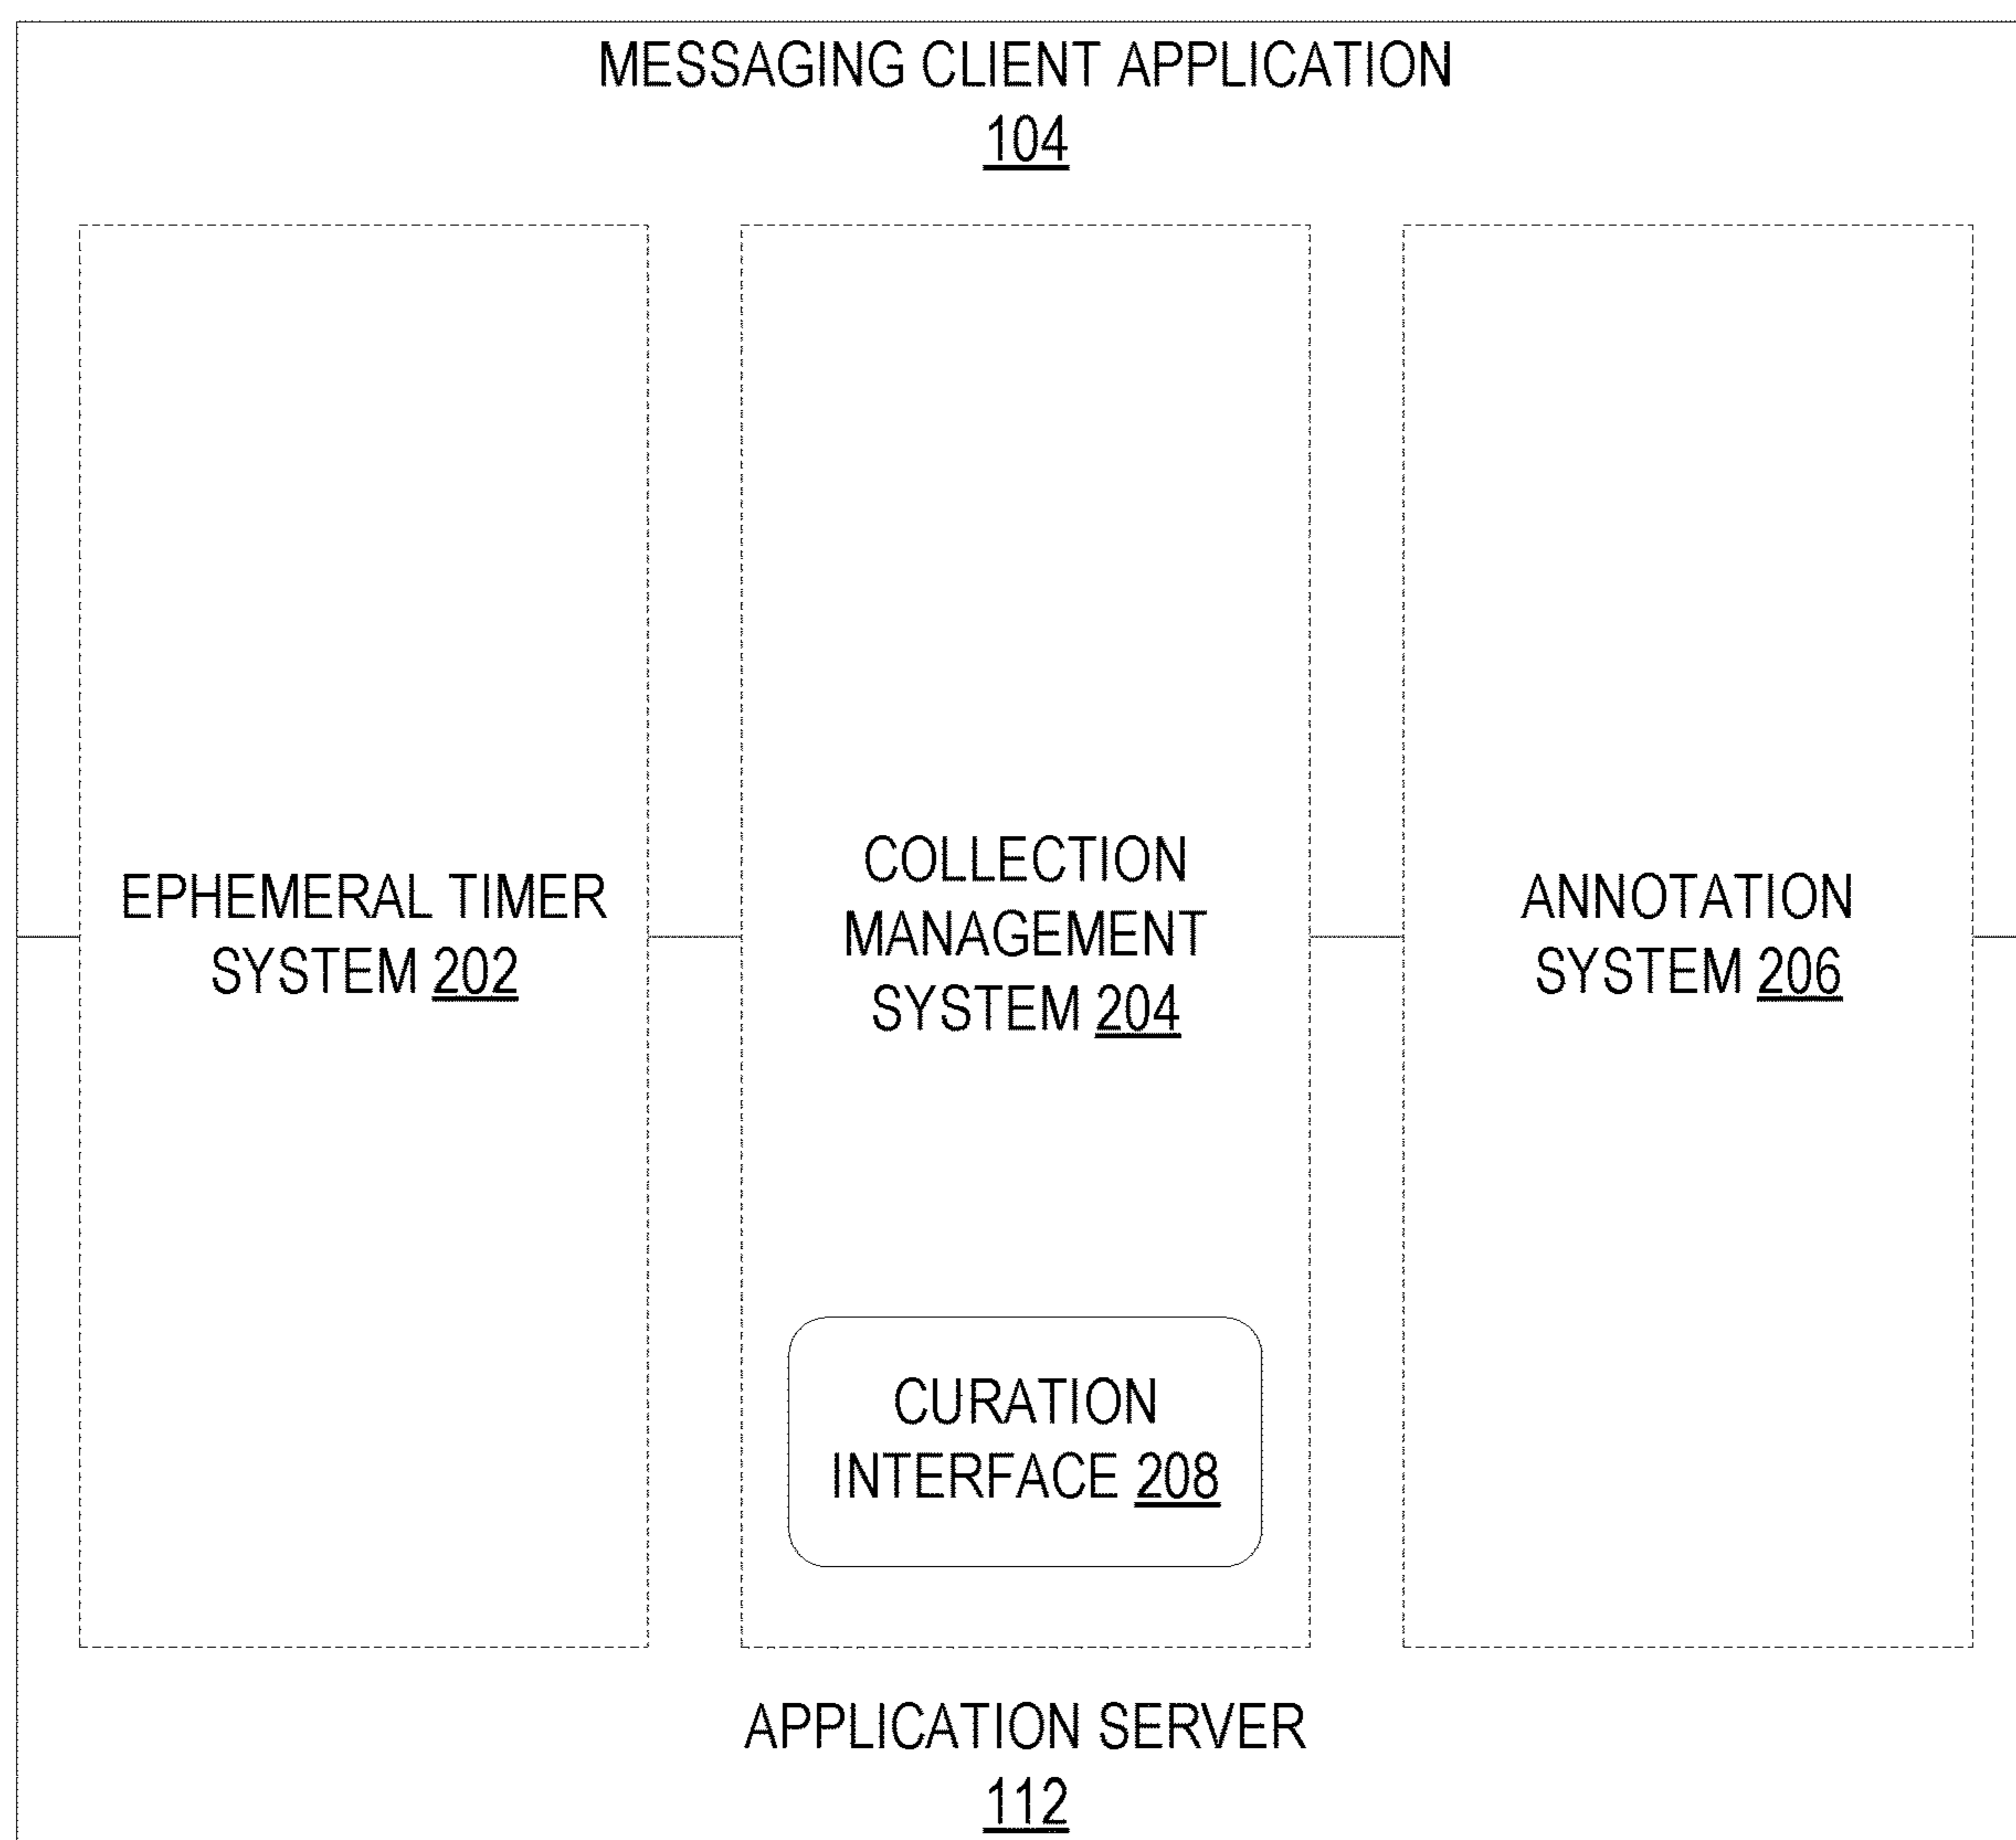 MESSAGING CLIENT APPLICATION
104
EPHEMERAL TIMER
SYSTEM 202
COLLECTION
MANAGEMENT
SYSTEM 204
ANNOTATION
SYSTEM 206
CURATION
INTERFACE 208
APPLICATION SERVER
112